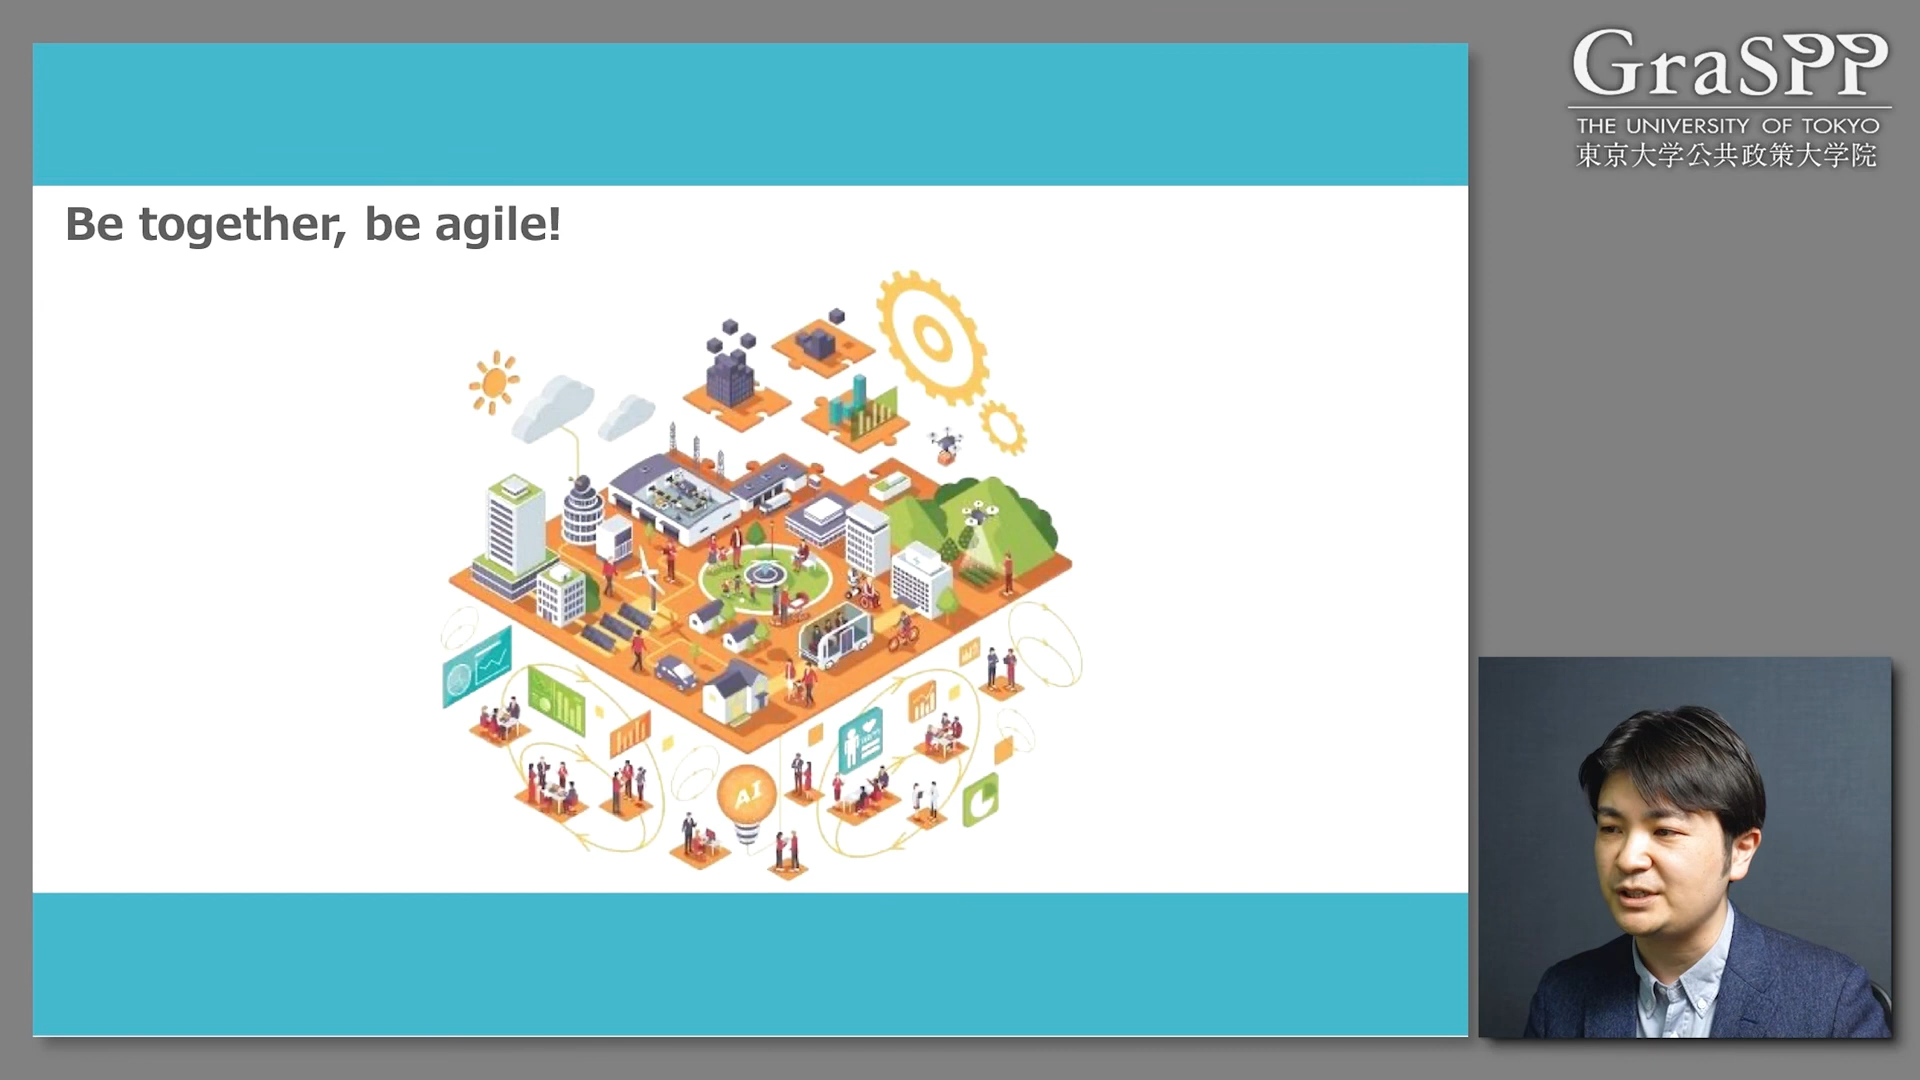 Be together, be agile!
GraSPP
THE UNIVERSITY OF TOKYO
東京大学公共政策大学院
AI